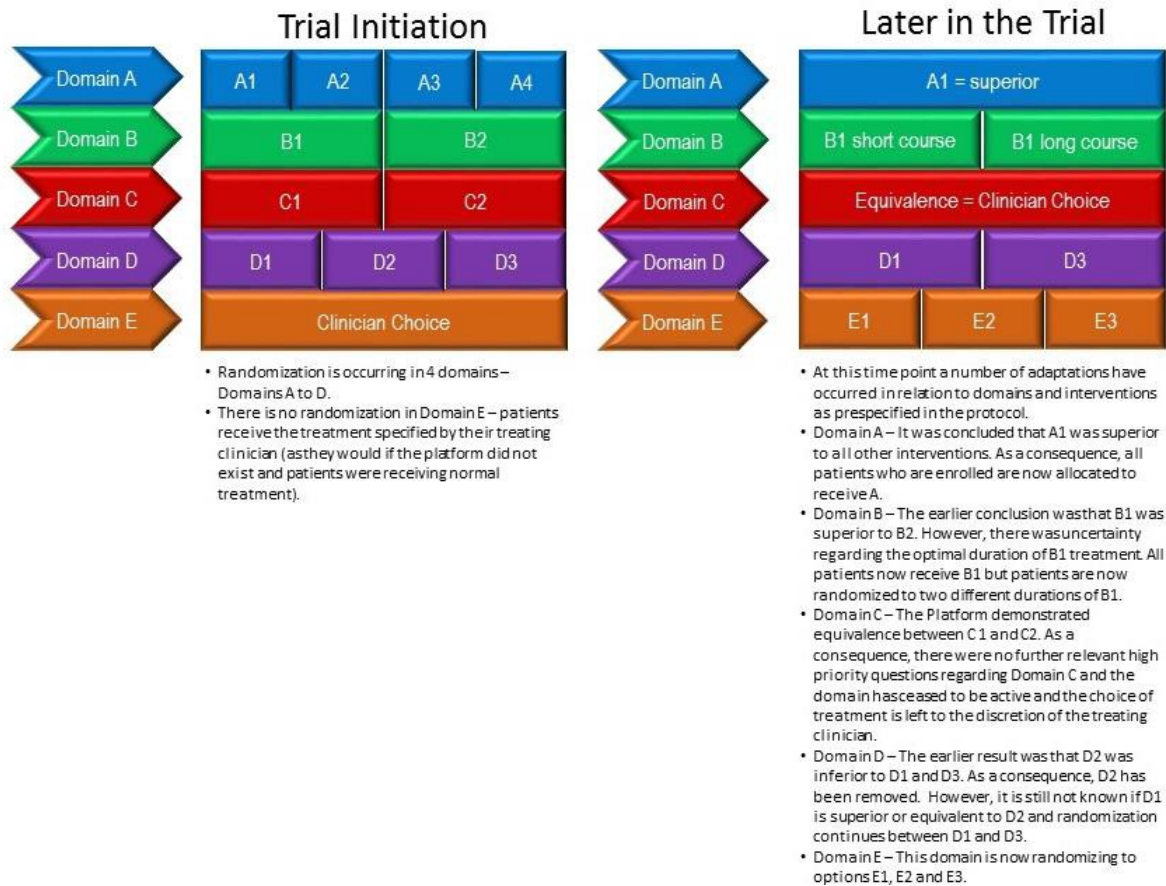 Trial Initiation
Domain A
A1
A2
A3
A4
Domain B
B1
B2
Domain C
C1
C2
Domain D
D1
D2
D3
Domain E
Clinician Choice
• Randomization is occurring in 4 domains –
Domains A to D.
• There is no randomization in Domain E – patients
receive the treatment specified by their treating
clinician (as they would if the platform did not
exist and patients were receiving normal
treatment).
Later in the Trial
Domain A
A1 = superior
Domain B
B1 short course
B1 long course
Domain C
Equivalence = Clinician Choice
Domain D
D1
D3
Domain E
E1
E2
E3
• At this time point a number of adaptations have
occurred in relation to domains and interventions
as prespecified in the protocol.
• Domain A – It was concluded that A1 was superior
to all other interventions. As a consequence, all
patients who are enrolled are now allocated to
receive A.
• Domain B – The earlier conclusion was that B1 was
superior to B2. However, there was uncertainty
regarding the optimal duration of B1 treatment. All
patients now receive B1 but patients are now
randomized to two different durations of B1.
• Domain C – The Platform demonstrated
equivalence between C1 and C2. As a
consequence, there were no further relevant high
priority questions regarding Domain C and the
domain has ceased to be active and the choice of
treatment is left to the discretion of the treating
clinician.
• Domain D – The earlier result was that D2 was
inferior to D1 and D3. As a consequence, D2 has
been removed. However, it is still not known if D1
is superior or equivalent to D2 and randomization
continues between D1 and D3.
• Domain E – This domain is now randomizing to
options E1, E2 and E3.